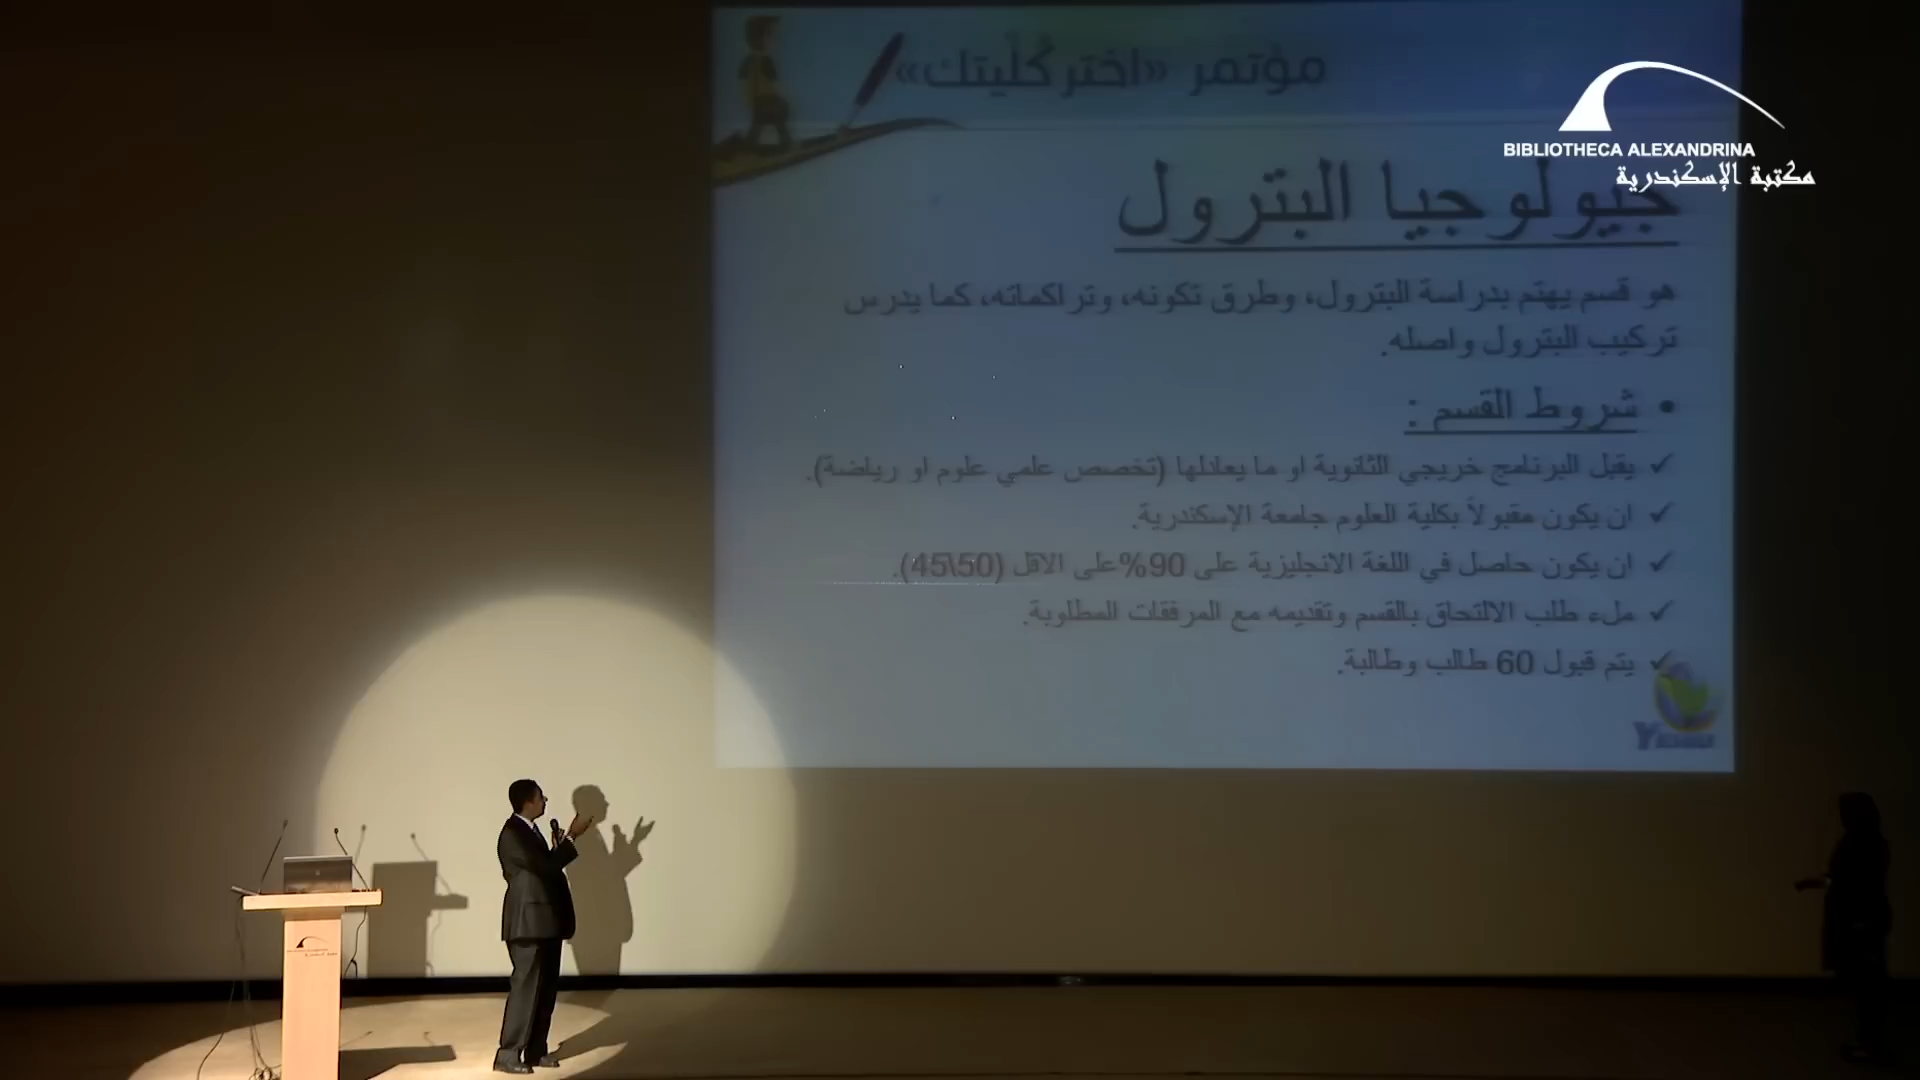 مؤتمر «اختر كُلّيتك»
BIBLIOTHECA ALEXANDRINA
مكتبة الإسكندرية
جيولوجيا البترول
هو قسم يهتم بدراسة البترول، وطرق تكونه، وتراكماته، كما يدرس
تركيب البترول واصله.
• شروط القسم :
✓ يقبل البرنامج خريجي الثانوية او ما يعادلها (تخصص علمي علوم او رياضة).
✓ ان يكون مقبولاً بكلية العلوم جامعة الإسكندرية.
✓ ان يكون حاصل في اللغة الانجليزية على 90% على الاقل (45\50).
✓ ملء طلب الالتحاق بالقسم وتقديمه مع المرفقات المطلوبة.
✓ يتم قبول 60 طالب وطالبة.